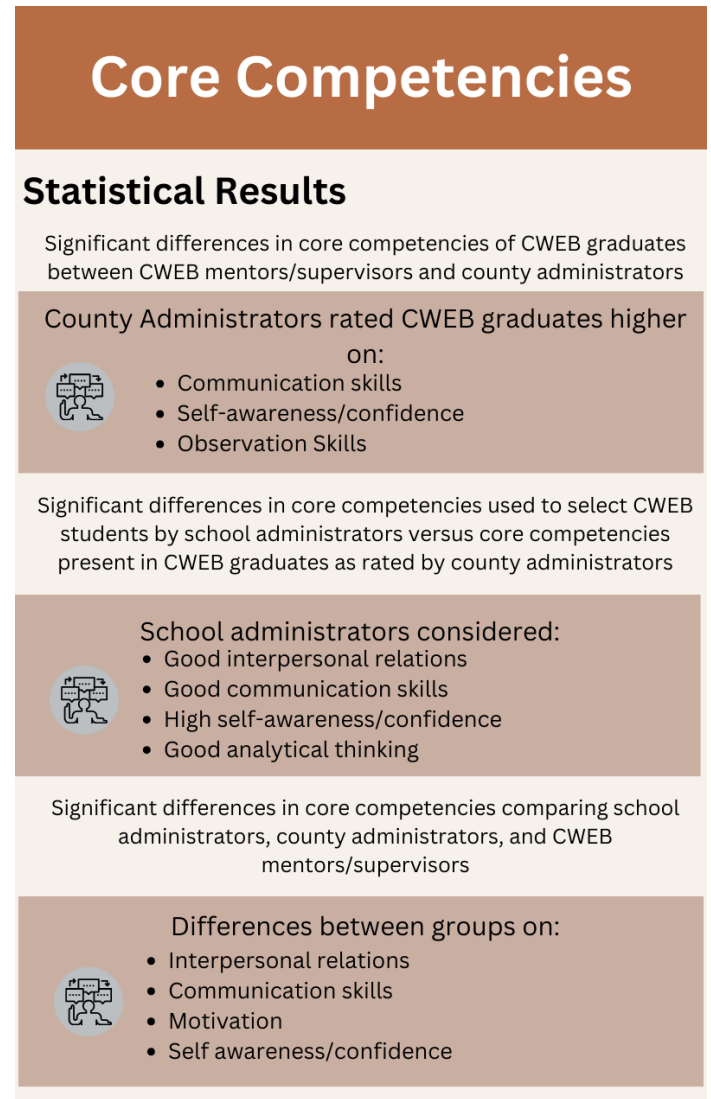 Core Competencies
Statistical Results
Significant differences in core competencies of CWEB graduates
between CWEB mentors/supervisors and county administrators
County Administrators rated CWEB graduates higher
on:
• Communication skills
• Self-awareness/confidence
• Observation Skills
Significant differences in core competencies used to select CWEB
students by school administrators versus core competencies
present in CWEB graduates as rated by county administrators
School administrators considered:
• Good interpersonal relations
• Good communication skills
• High self-awareness/confidence
• Good analytical thinking
Significant differences in core competencies comparing school
administrators, county administrators, and CWEB
mentors/supervisors
Differences between groups on:
• Interpersonal relations
• Communication skills
• Motivation
• Self awareness/confidence